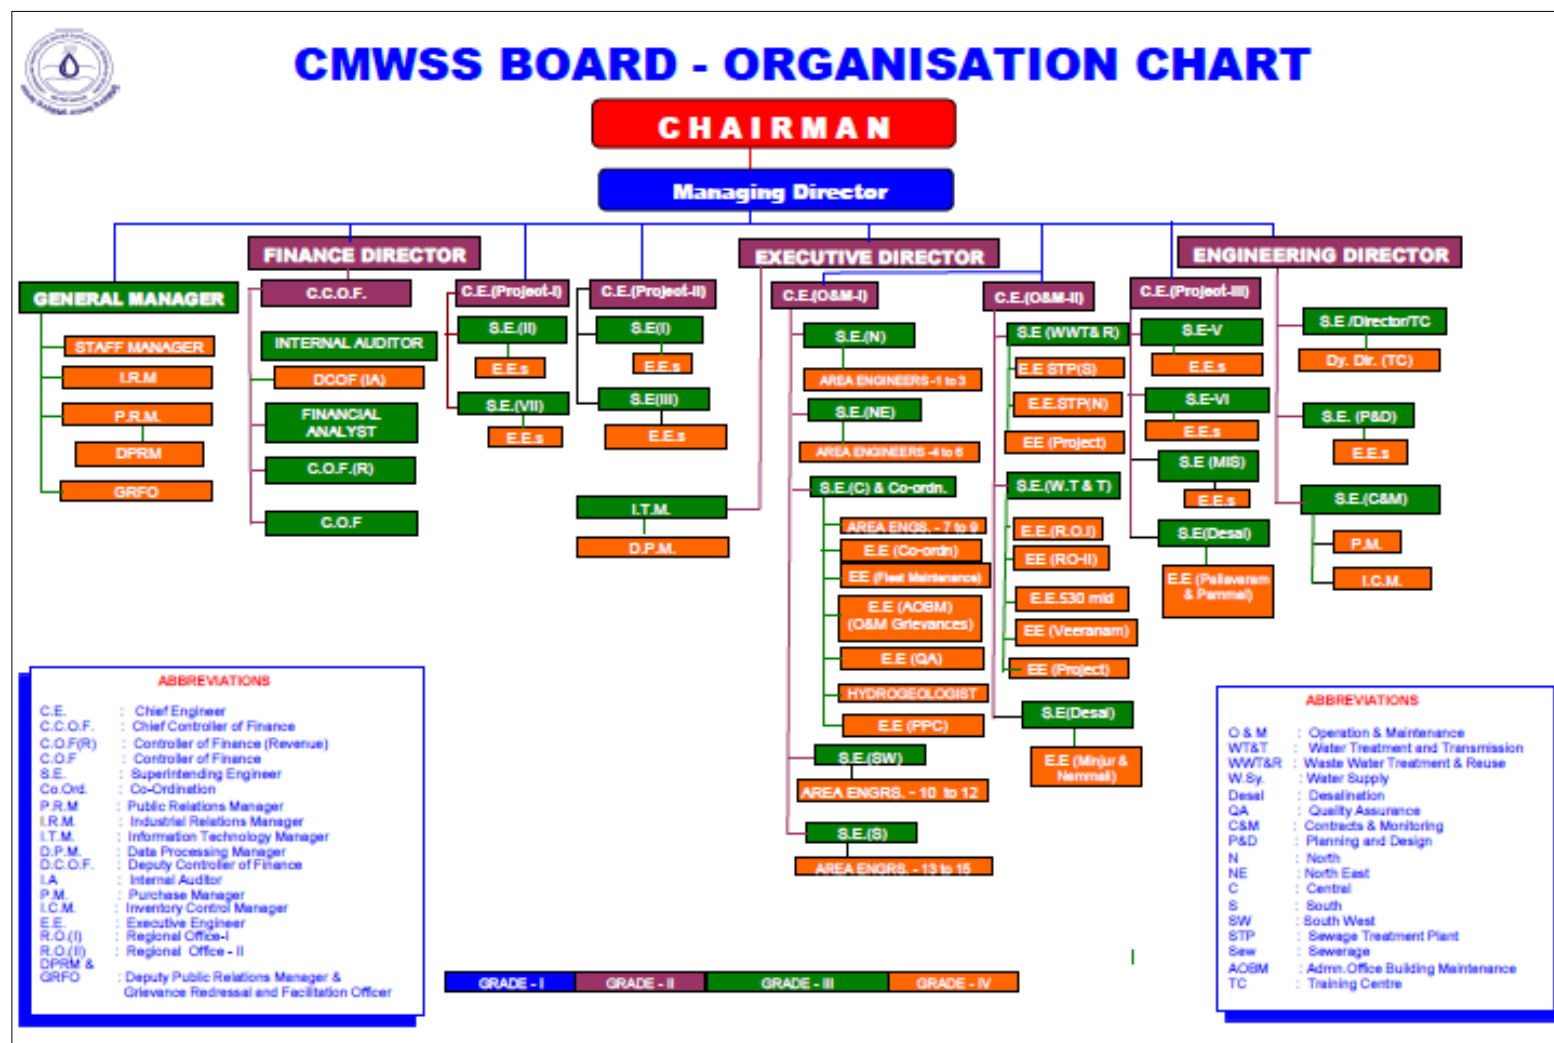 CMWSS BOARD - ORGANISATION CHART
CHAIRMAN
Managing Director
FINANCE DIRECTOR
EXECUTIVE DIRECTOR
ENGINEERING DIRECTOR
GENERAL MANAGER
STAFF MANAGER
I.R.M
P.R.M.
DPRM
GRFO
C.C.O.F.
INTERNAL AUDITOR
DCOF (IA)
FINANCIAL
ANALYST
C.O.F.(R)
C.O.F
C.E.(Project-I)
S.E.(II)
E.E.s
S.E.(VII)
E.E.s
C.E.(Project-II)
S.E(I)
E.E.s
S.E(III)
E.E.s
I.T.M.
D.P.M.
C.E.(O&M-I)
S.E.(N)
AREA ENGINEERS -1 to 3
S.E.(NE)
AREA ENGINEERS -4 to 6
S.E.(C) & Co-ordn.
AREA ENGS. - 7 to 9
E.E (Co-ordn)
EE (Fleet Maintenance)
E.E (AOBM)
(O&M Grievances)
E.E (QA)
HYDROGEOLOGIST
E.E (PPC)
S.E.(SW)
AREA ENGRS. - 10 to 12
S.E.(S)
AREA ENGRS. - 13 to 15
C.E.(O&M-II)
S.E (WWT& R)
E.E STP(S)
E.E.STP(N)
EE (Project)
S.E.(W.T & T)
E.E.(R.O.I)
EE (RO-II)
E.E.530 mld
EE (Veeranam)
EE (Project)
S.E(Desal)
E.E (Minjur &
Nemmeli)
C.E.(Project-III)
S.E-V
E.E.s
S.E-VI
E.E.s
S.E (MIS)
E.E.s
S.E(Desal)
E.E (Pallavaram
& Pammal)
S.E /Director/TC
Dy. Dir. (TC)
S.E. (P&D)
E.E.s
S.E.(C&M)
P.M.
I.C.M.
ABBREVIATIONS
C.E. : Chief Engineer
C.C.O.F. : Chief Controller of Finance
C.O.F(R) : Controller of Finance (Revenue)
C.O.F : Controller of Finance
S.E. : Superintending Engineer
Co.Ord. : Co-Ordination
P.R.M : Public Relations Manager
I.R.M. : Industrial Relations Manager
I.T.M. : Information Technology Manager
D.P.M. : Data Processing Manager
D.C.O.F. : Deputy Controller of Finance
I.A : Internal Auditor
P.M. : Purchase Manager
I.C.M. : Inventory Control Manager
E.E. : Executive Engineer
R.O.(I) : Regional Office-I
R.O.(II) : Regional Office - II
DPRM &
GRFO : Deputy Public Relations Manager &
Grievance Redressal and Facilitation Officer
GRADE - I GRADE - II GRADE - III GRADE - IV
ABBREVIATIONS
O & M : Operation & Maintenance
WT&T : Water Treatment and Transmission
WWT&R : Waste Water Treatment & Reuse
W.Sy. : Water Supply
Desal : Desalination
QA : Quality Assurance
C&M : Contracts & Monitoring
P&D : Planning and Design
N : North
NE : North East
C : Central
S : South
SW : South West
STP : Sewage Treatment Plant
Sew : Sewerage
AOBM : Admn.Office Building Maintenance
TC : Training Centre